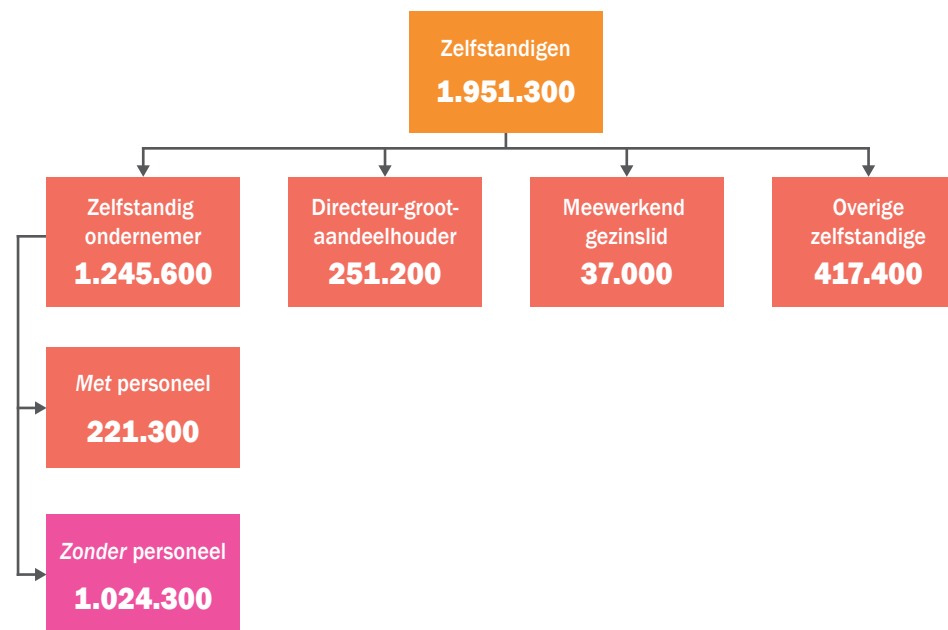 Zelfstandigen
1.951.300
Zelfstandig
ondernemer
1.245.600
Directeur-groot-
aandeelhouder
251.200
Meewerkend
gezinslid
37.000
Overige
zelfstandige
417.400
Met personeel
221.300
Zonder personeel
1.024.300